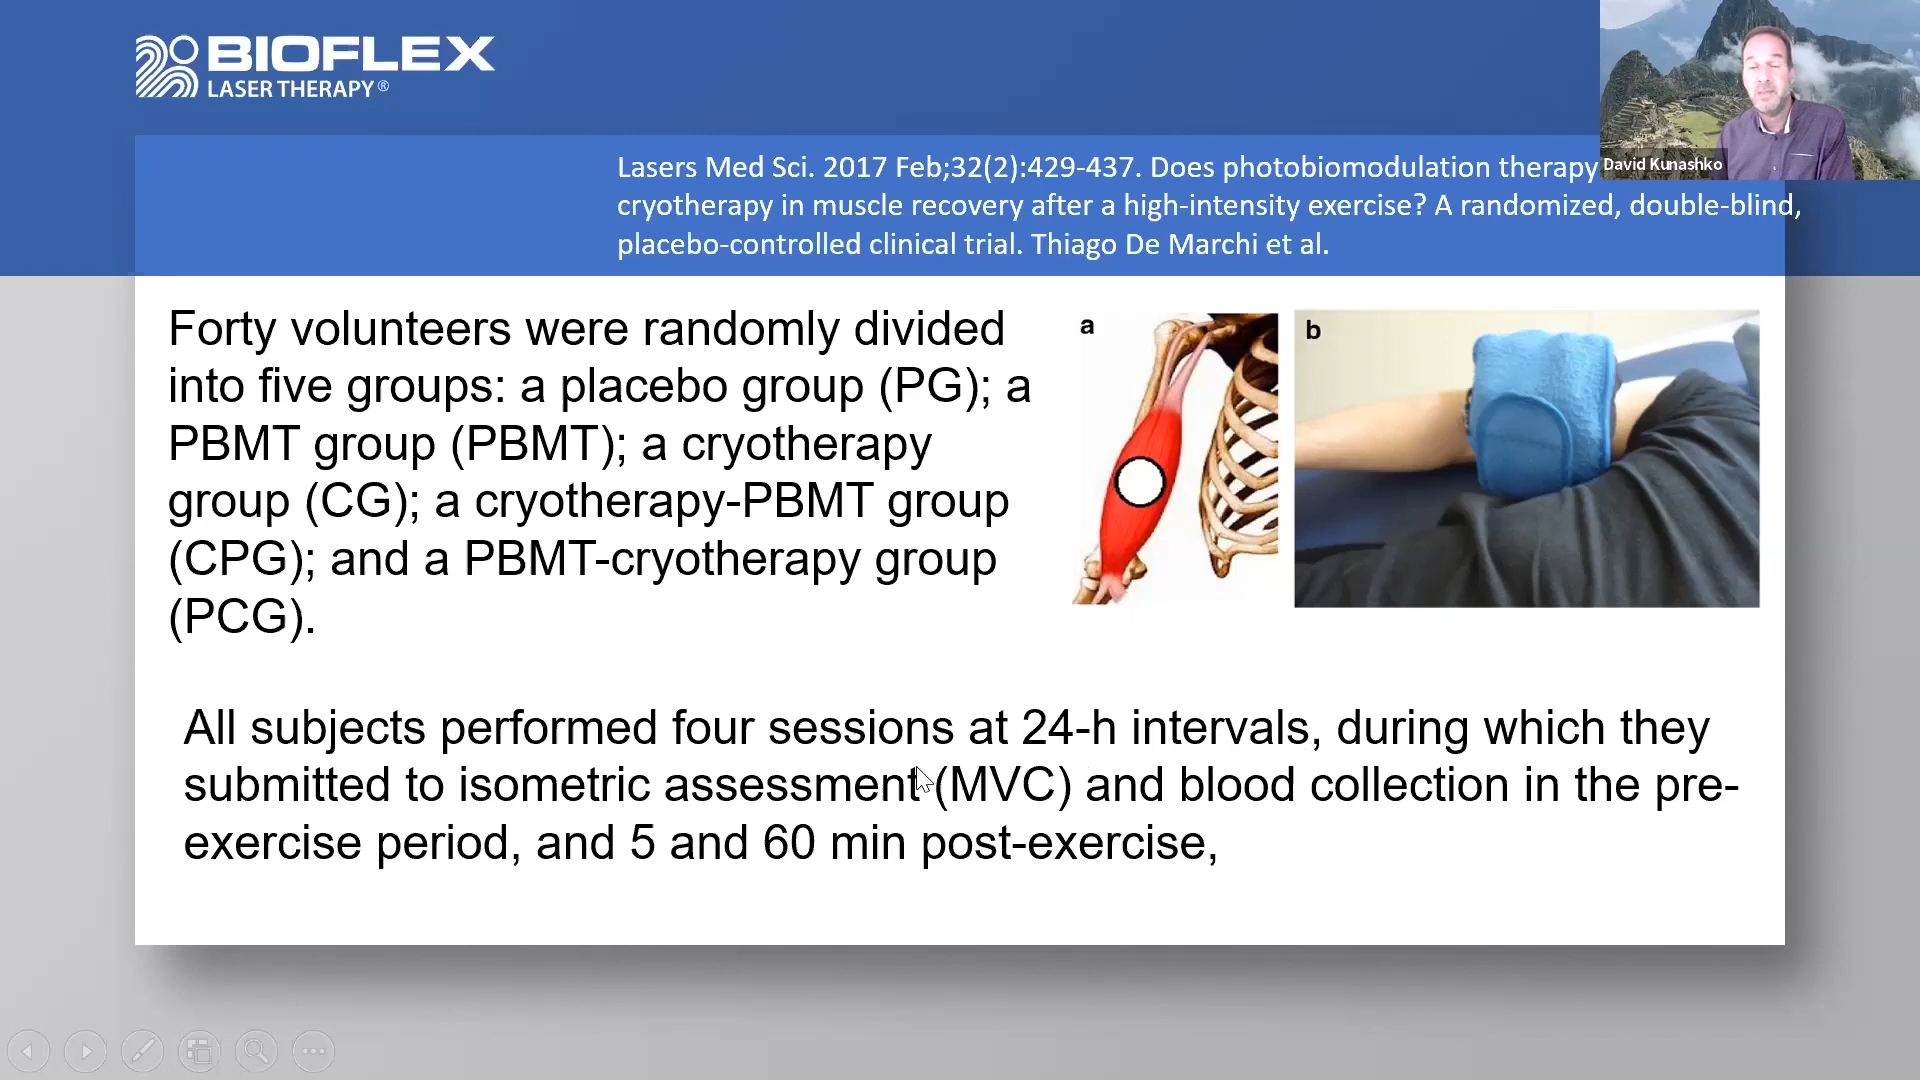 BIOFLEX
LASER THERAPY®
David Kunashko
Lasers Med Sci. 2017 Feb;32(2):429-437. Does photobiomodulation therapy
cryotherapy in muscle recovery after a high-intensity exercise? A randomized, double-blind,
placebo-controlled clinical trial. Thiago De Marchi et al.
Forty volunteers were randomly divided
into five groups: a placebo group (PG); a
PBMT group (PBMT); a cryotherapy
group (CG); a cryotherapy-PBMT group
(CPG); and a PBMT-cryotherapy group
(PCG).
a
b
All subjects performed four sessions at 24-h intervals, during which they
submitted to isometric assessment (MVC) and blood collection in the pre-
exercise period, and 5 and 60 min post-exercise,